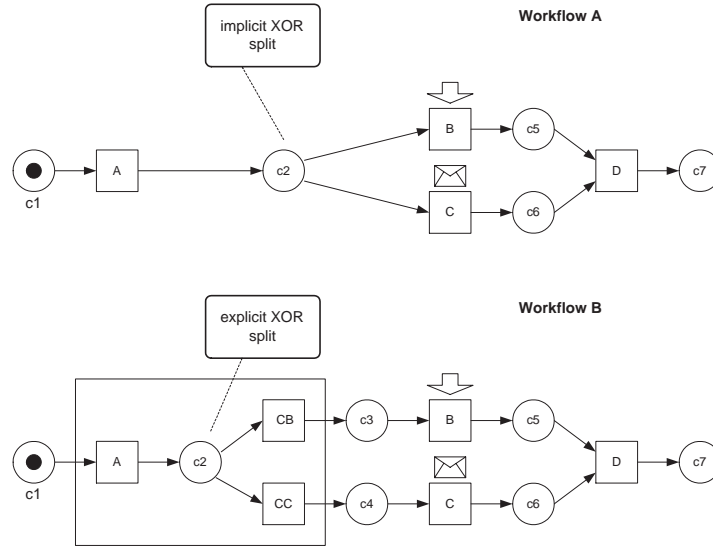 implicit XOR
split
Workflow A
B
c5
c1
A
c2
D
c7
C
c6
explicit XOR
split
Workflow B
CB
c3
B
c5
c1
A
c2
D
c7
CC
c4
C
c6